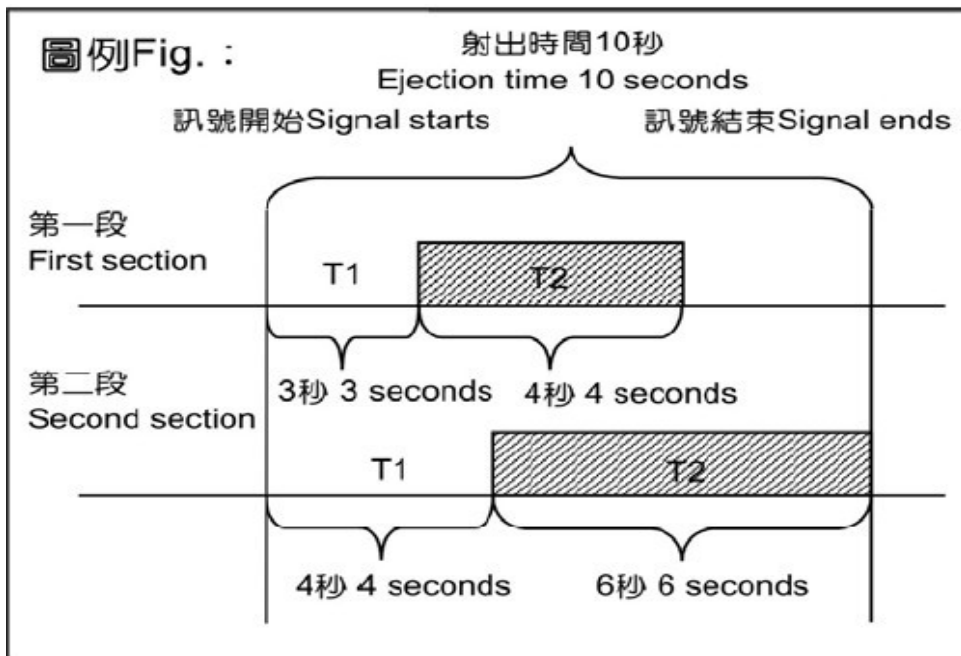 圖例Fig.：
射出時間10秒
Ejection time 10 seconds
訊號開始Signal starts
訊號結束Signal ends
第一段
First section
T1
T2
3秒 3 seconds
4秒 4 seconds
第二段
Second section
T1
T2
4秒 4 seconds
6秒 6 seconds